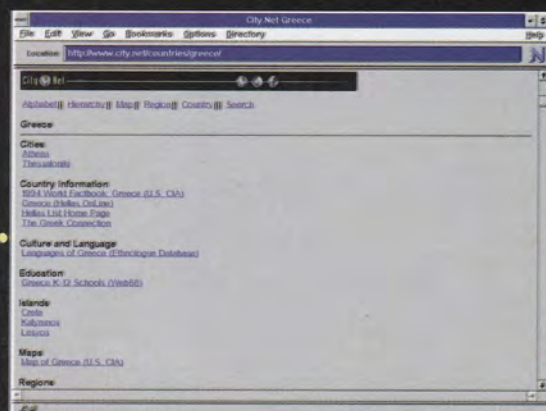 City.Net Greece
File Edit View Go Bookmarks Options Directory Help
Location: http://www.city.net/countries/greece/
City Net
Alphabet|| Hierarchy|| Map|| Region|| Country||| Search
Greece
Cities
Athens
Thessaloniki
Country Information
1994 World Factbook: Greece (U.S. CIA)
Greece (Hellas OnLine)
Hellas List Home Page
The Greek Connection
Culture and Language
Languages of Greece (Ethnologue Database)
Education
Greece K-12 Schools (Web66)
Islands
Crete
Kalymnos
Lesvos
Maps
Map of Greece (U.S. CIA)
Regions